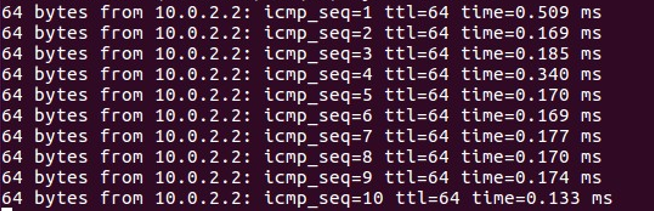 64 bytes from 10.0.2.2: icmp_seq=1 ttl=64 time=0.509 ms
64 bytes from 10.0.2.2: icmp_seq=2 ttl=64 time=0.169 ms
64 bytes from 10.0.2.2: icmp_seq=3 ttl=64 time=0.185 ms
64 bytes from 10.0.2.2: icmp_seq=4 ttl=64 time=0.340 ms
64 bytes from 10.0.2.2: icmp_seq=5 ttl=64 time=0.170 ms
64 bytes from 10.0.2.2: icmp_seq=6 ttl=64 time=0.169 ms
64 bytes from 10.0.2.2: icmp_seq=7 ttl=64 time=0.177 ms
64 bytes from 10.0.2.2: icmp_seq=8 ttl=64 time=0.170 ms
64 bytes from 10.0.2.2: icmp_seq=9 ttl=64 time=0.174 ms
64 bytes from 10.0.2.2: icmp_seq=10 ttl=64 time=0.133 ms